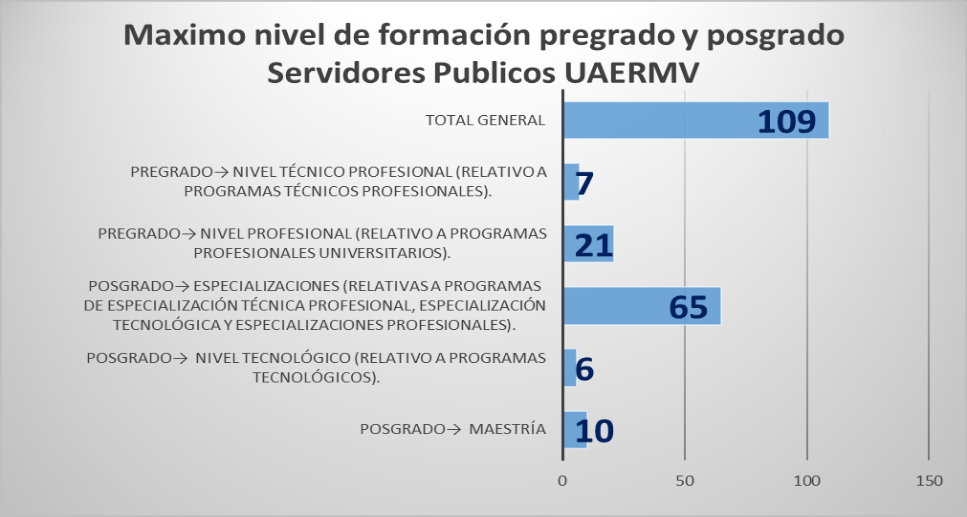 Maximo nivel de formación pregrado y posgrado
Servidores Publicos UAERMV
TOTAL GENERAL
109
PREGRADO→ NIVEL TÉCNICO PROFESIONAL (RELATIVO A
PROGRAMAS TÉCNICOS PROFESIONALES).
7
PREGRADO→ NIVEL PROFESIONAL (RELATIVO A PROGRAMAS
PROFESIONALES UNIVERSITARIOS).
21
POSGRADO→ ESPECIALIZACIONES (RELATIVAS A PROGRAMAS
DE ESPECIALIZACIÓN TÉCNICA PROFESIONAL, ESPECIALIZACIÓN
TECNOLÓGICA Y ESPECIALIZACIONES PROFESIONALES).
65
POSGRADO→ NIVEL TECNOLÓGICO (RELATIVO A PROGRAMAS
TECNOLÓGICOS).
6
POSGRADO→ MAESTRÍA
10
0 50 100 150